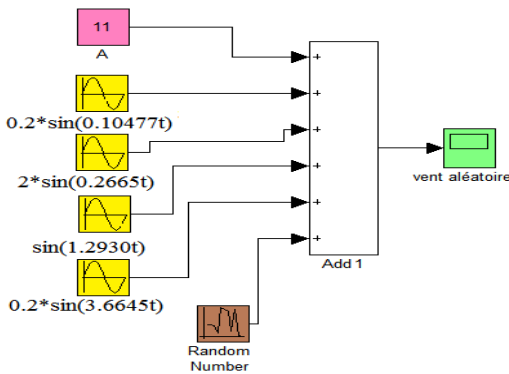 11
A
0.2*sin(0.10477t)
2*sin(0.2665t)
sin(1.2930t)
0.2*sin(3.6645t)
Random
Number
+
+
+
+
+
+
Add 1
vent aléatoire